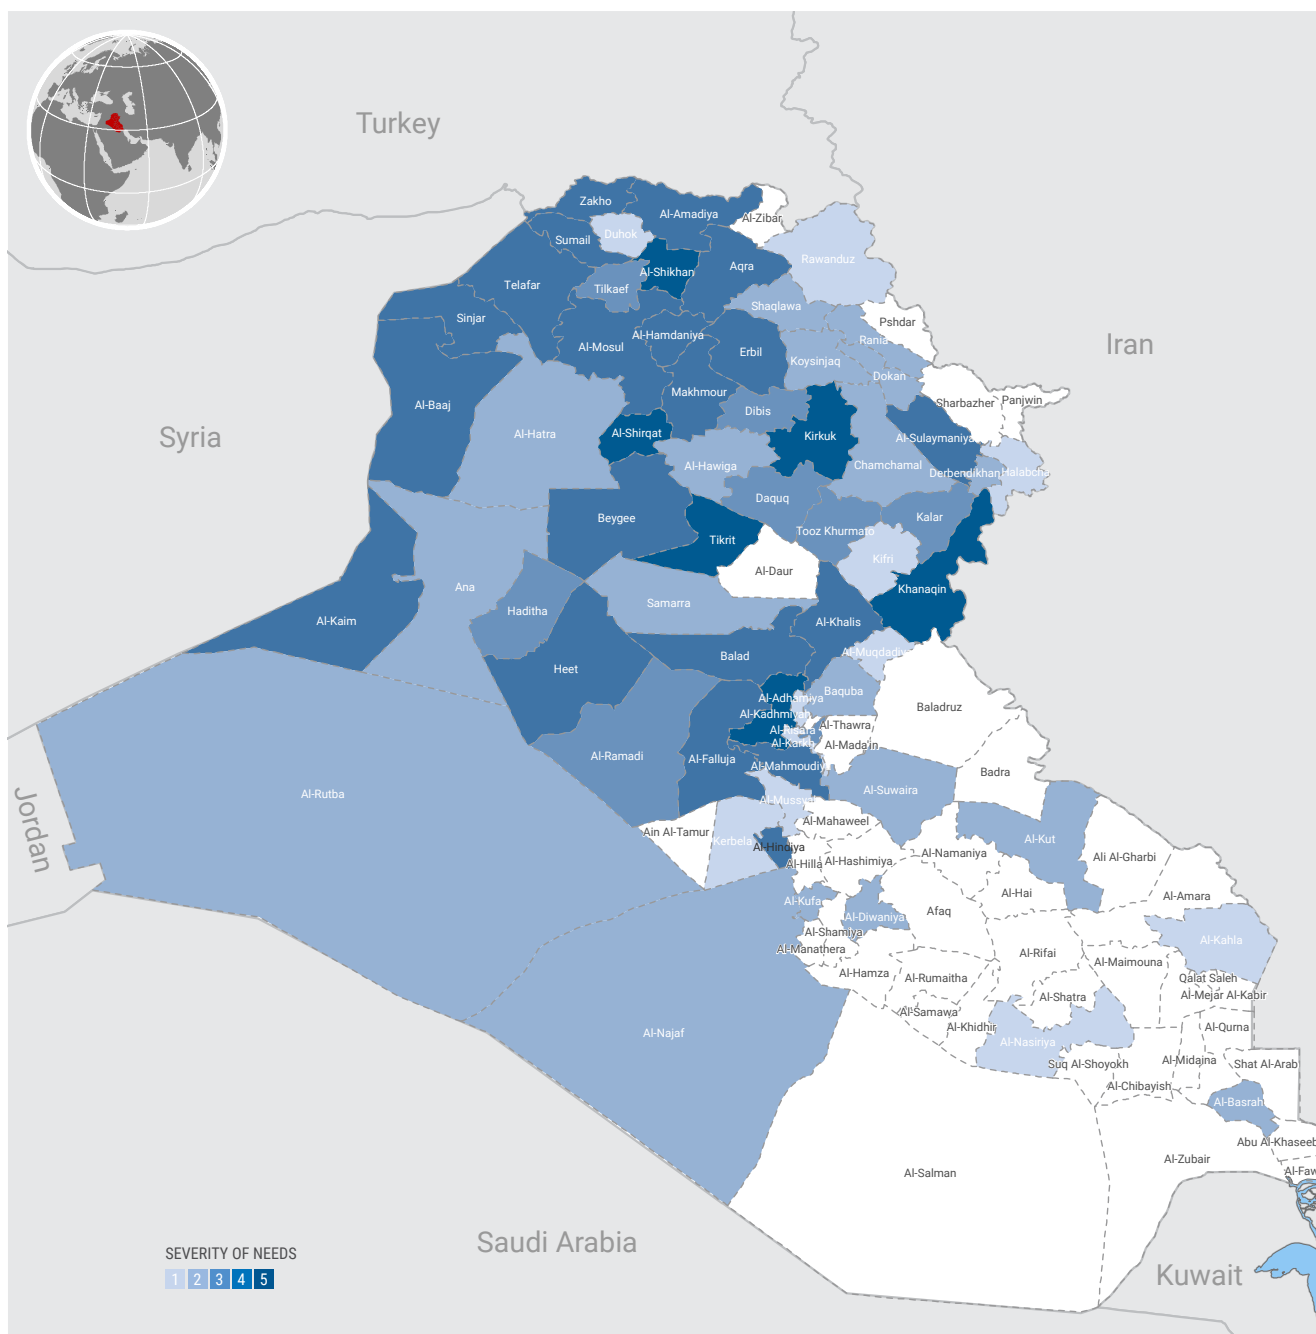 Turkey
Zakho
Al-Amadiya
Al-Zibar
Duhok
Sumail
Al-Shikhan
Aqra
Rawanduz
Telafar
Tilkaef
Shaqlawa
Sinjar
Pshdar
Al-Hamdaniya
Rania
Iran
Al-Mosul
Erbil
Koysinjaq
Dokan
Makhmour
Al-Baaj
Dibis
Sharbazher
Panjwin
Syria
Al-Hatra
Al-Shirqat
Kirkuk
Al-Sulaymaniya
Al-Hawiga
Chamchamal
Derbendikhan
Halabcha
Daquq
Beygee
Kalar
Tooz Khurmato
Tikrit
Kifri
Al-Daur
Ana
Khanaqin
Samarra
Haditha
Al-Kaim
Al-Khalis
Al-Muqdadiya
Balad
Heet
Baquba
Al-Adhamiya
Baladruz
Al-Kadhmiyah
Al-Thawra
Al-Risafa
Al-Karkh
Al-Mada'in
Al-Ramadi
Al-Falluja
Al-Mahmoudiya
Badra
Al-Rutba
Al-Suwaira
Al-Mussyab
Jordan
Al-Mahaweel
Ain Al-Tamur
Kerbela
Al-Hindiya
Al-Namaniya
Al-Kut
Ali Al-Gharbi
Al-Hilla
Al-Hashimiya
Al-Hai
Al-Amara
Al-Kufa
Al-Diwaniya
Afaq
Al-Shamiya
Al-Kahla
Al-Manathera
Al-Rifai
Al-Maimouna
Al-Hamza
Al-Rumaitha
Qalat Saleh
Al-Shatra
Al-Mejar Al-Kabir
Al-Samawa
Al-Khidhir
Al-Qurna
Al-Najaf
Al-Nasiriya
Suq Al-Shoyokh
Al-Midaina
Shat Al-Arab
Al-Chibayish
Al-Basrah
Abu Al-Khaseeb
Al-Zubair
Al-Salman
Al-Faw
Saudi Arabia
Kuwait
SEVERITY OF NEEDS
1 2 3 4 5